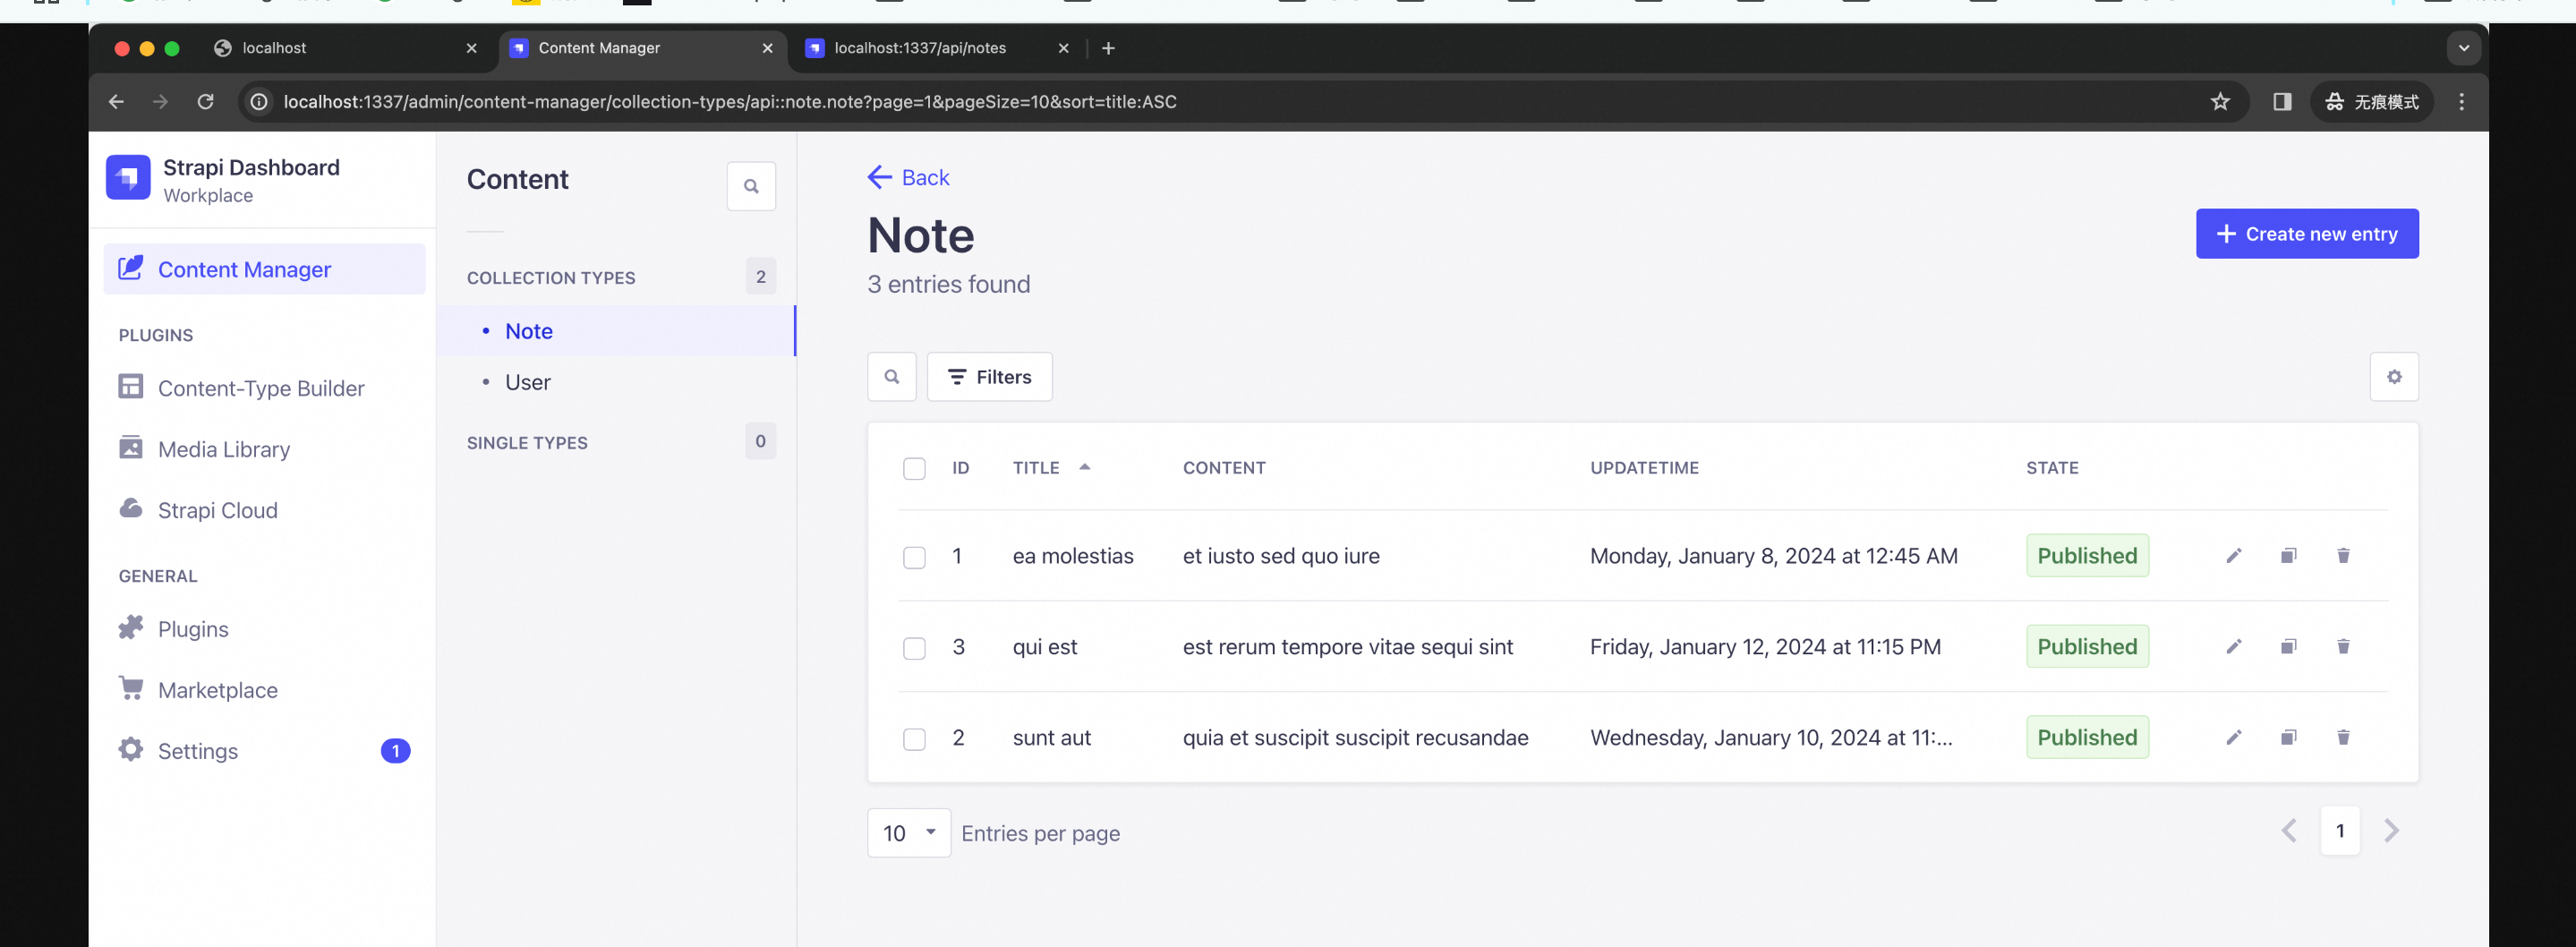 localhost
Content Manager
localhost:1337/api/notes
localhost:1337/admin/content-manager/collection-types/api::note.note?page=1&pageSize=10&sort=title:ASC
无痕模式
Strapi Dashboard
Workplace
Content Manager
PLUGINS
Content-Type Builder
Media Library
Strapi Cloud
GENERAL
Plugins
Marketplace
Settings 1
Content
COLLECTION TYPES 2
Note
User
SINGLE TYPES 0
Back
Note
3 entries found
Create new entry
Filters
ID TITLE CONTENT UPDATETIME STATE
1 ea molestias et iusto sed quo iure Monday, January 8, 2024 at 12:45 AM Published
3 qui est est rerum tempore vitae sequi sint Friday, January 12, 2024 at 11:15 PM Published
2 sunt aut quia et suscipit suscipit recusandae Wednesday, January 10, 2024 at 11:... Published
10 Entries per page
1